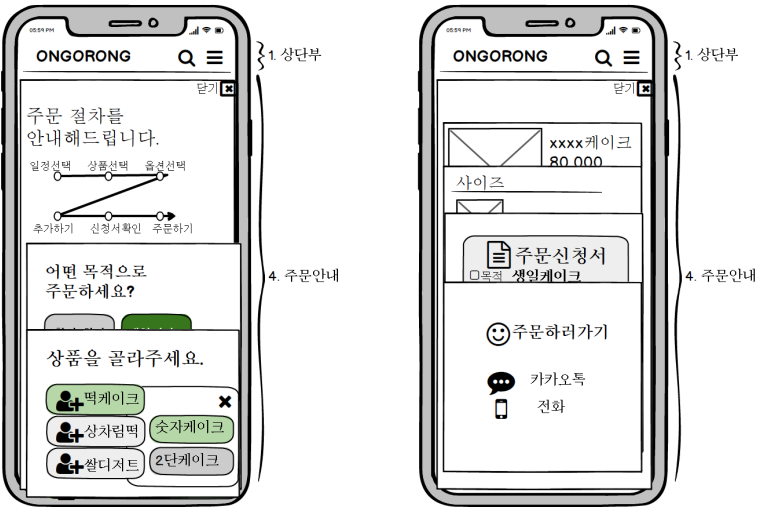 05:59 PM
ONGORONG
1. 상단부
닫기
주문 절차를
안내해드립니다.
일정선택 상품선택 옵션선택
추가하기 신청서확인 주문하기
4. 주문안내
어떤 목적으로
주문하세요?
상품을 골라주세요.
떡케이크
상차림떡 숫자케이크
쌀디저트 2단케이크
05:59 PM
ONGORONG
1. 상단부
닫기
xxxx케이크
80,000
사이즈
주문신청서
목적 생일케이크
4. 주문안내
주문하러가기
카카오톡
전화